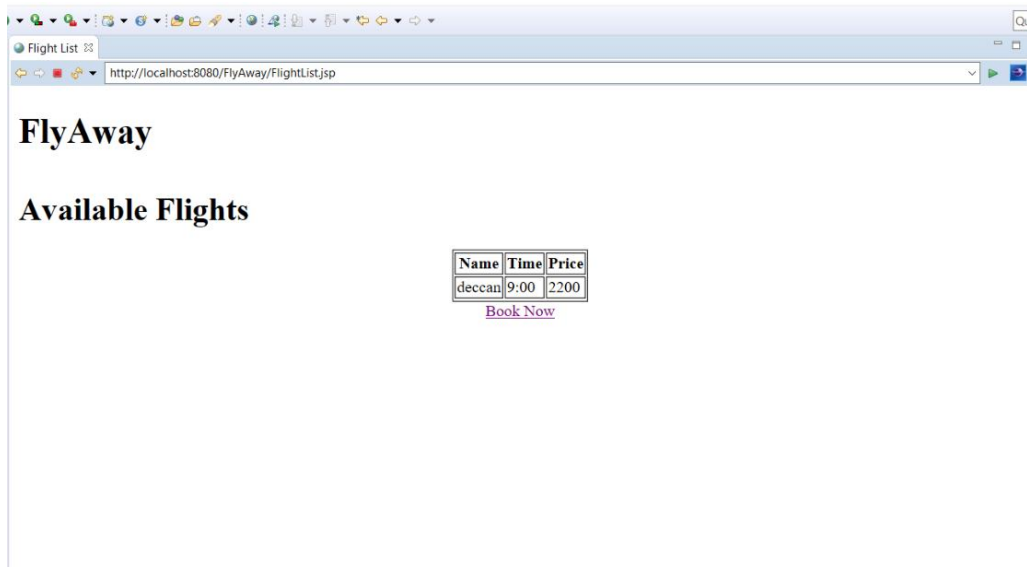 Qu
Flight List
http://localhost:8080/FlyAway/FlightList.jsp
FlyAway
Available Flights
Name Time Price
deccan 9:00 2200
Book Now